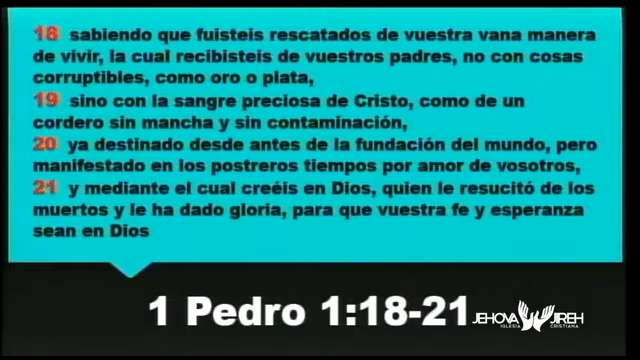 18 sabiendo que fuisteis rescatados de vuestra vana manera
de vivir, la cual recibisteis de vuestros padres, no con cosas
corruptibles, como oro o plata,
19 sino con la sangre preciosa de Cristo, como de un
cordero sin mancha y sin contaminación,
20 ya destinado desde antes de la fundación del mundo, pero
manifestado en los postreros tiempos por amor de vosotros,
21 y mediante el cual creéis en Dios, quien le resucitó de los
muertos y le ha dado gloria, para que vuestra fe y esperanza
sean en Dios
1 Pedro 1:18-21
JEHOVA JIREH
IGLESIA CRISTIANA